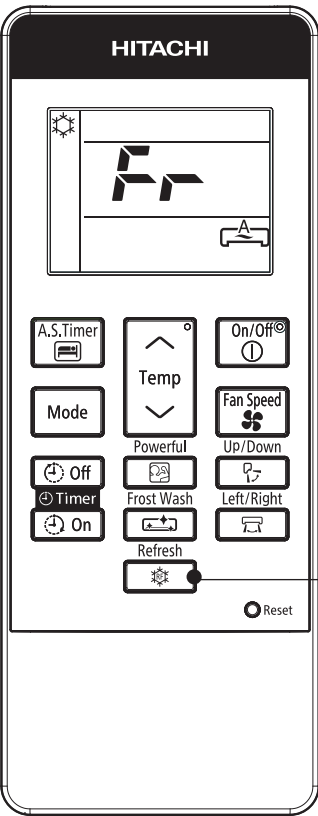 HITACHI
Fr
A
A.S.Timer
Temp
On/Off
Mode
Fan Speed
Powerful
Up/Down
Off
Timer
Frost Wash
Left/Right
On
Refresh
Reset